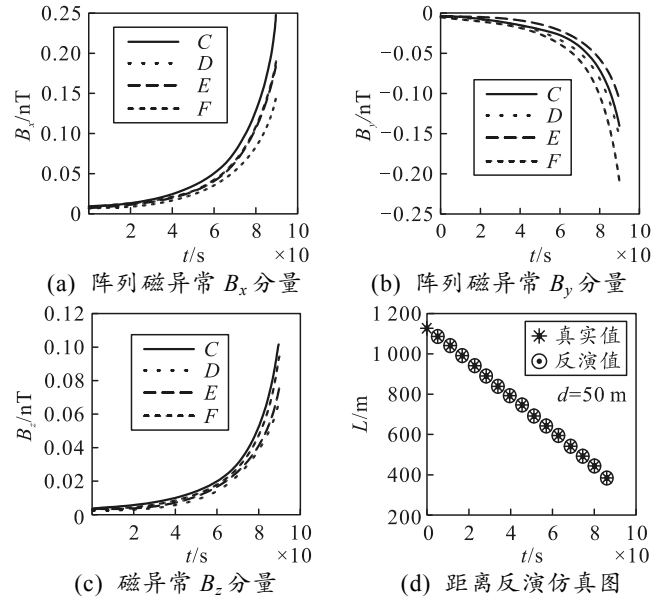 0.25
0.20
0.15
0.10
0.05
0
B_x/nT
C
D
E
F
0 2 4 6 8 10
t/s
×10
(a) 阵列磁异常 B_x 分量
0
−0.05
−0.10
−0.15
−0.20
−0.25
B_y/nT
C
D
E
F
0 2 4 6 8 10
t/s
×10
(b) 阵列磁异常 B_y 分量
0.12
0.10
0.08
0.06
0.04
0.02
0
B_z/nT
C
D
E
F
0 2 4 6 8 10
t/s
×10
(c) 磁异常 B_z 分量
1 200
1 000
800
600
400
200
L/m
真实值
反演值
d=50 m
0 2 4 6 8 10
t/s
×10
(d) 距离反演仿真图